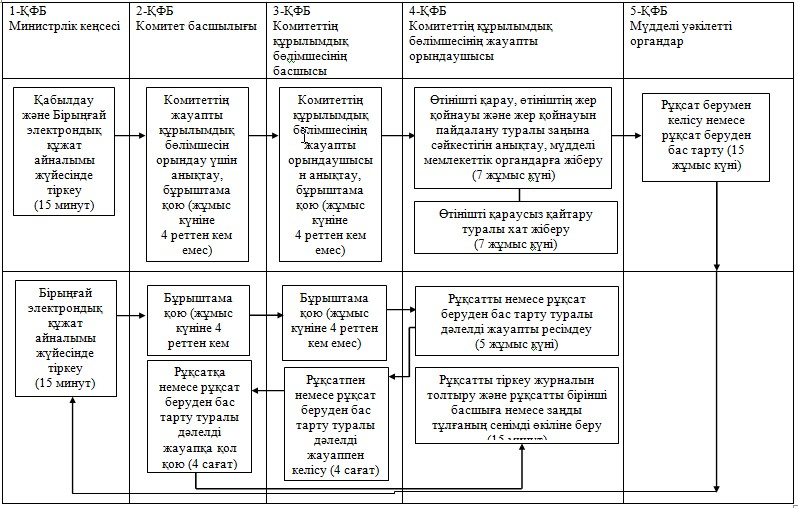 1-ҚФБ
Министрлік кеңсесі
2-ҚФБ
Комитет басшылығы
3-ҚФБ
Комитеттің
құрылымдық
бөлімшесінің
басшысы
4-ҚФБ
Комитеттің құрылымдық
бөлімшесінің жауапты
орындаушысы
5-ҚФБ
Мүдделі уәкілетті
органдар
Қабылдау
және Бірыңғай
электрондық
құжат
айналымы
жүйесінде
тіркеу
(15 минут)
Комитеттің
жауапты
құрылымдық
бөлімшесін
орындау үшін
анықтау,
бұрыштама
қою (жұмыс
күніне
4 реттен кем
емес)
Комитеттің
құрылымдық
бөлімшесінің
жауапты
орындаушысы
н анықтау,
бұрыштама
қою (жұмыс
күніне
4 реттен кем
емес)
Өтінішті қарау, өтініштің жер
қойнауы және жер қойнауын
пайдалану туралы заңына
сәйкестігін анықтау, мүдделі
мемлекеттік органдарға жіберу
(7 жұмыс күні)
Өтінішті қараусыз қайтару
туралы хат жіберу
(7 жұмыс күні)
Рұқсат берумен
келісу немесе
рұқсат беруден
бас тарту (15
жұмыс күні)
Бірыңғай
электрондық
құжат
айналымы
жүйесінде
тіркеу
(15 минут)
Бұрыштама
қою (жұмыс
күніне 4
реттен кем
Бұрыштама
қою (жұмыс
күніне 4 реттен
кем емес)
Рұқсатты немесе рұқсат
беруден бас тарту туралы
дәлелді жауапты ресімдеу
(5 жұмыс күні)
Рұқсатқа
немесе рұқсат
беруден бас
тарту туралы
дәлелді
жауапқа қол
қою (4 сағат)
Рұқсатпен
немесе рұқсат
беруден бас
тарту туралы
дәлелді
жауаппен
келісу (4 сағат)
Рұқсатты тіркеу журналын
толтыру және рұқсатты бірінші
басшыға немесе заңды
тұлғаның сенімді өкіліне беру
(15 минут)